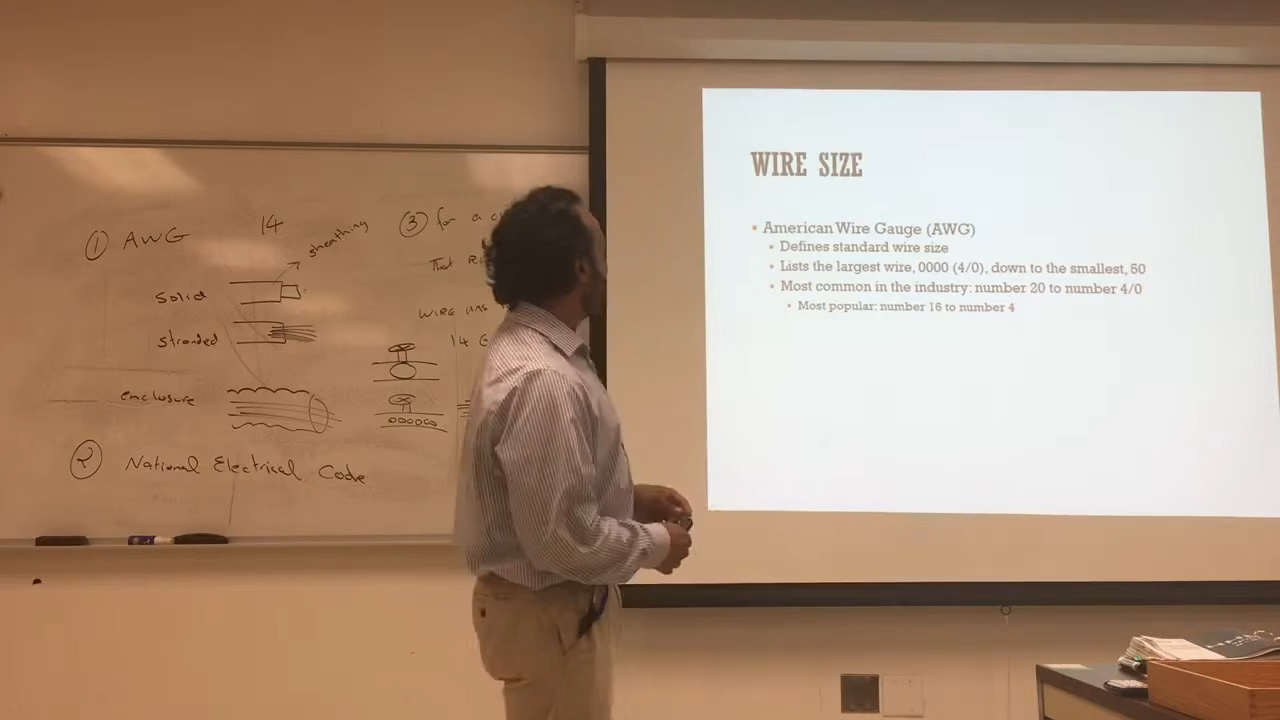 ① AWG
14
sheathing
solid
stranded
enclosure
② National Electrical Code
③ for a
That
WIRE
14 G
WIRE SIZE
• American Wire Gauge (AWG)
• Defines standard wire size
• Lists the largest wire, 0000 (4/0), down to the smallest, 50
• Most common in the industry: number 20 to number 4/0
• Most popular: number 16 to number 4